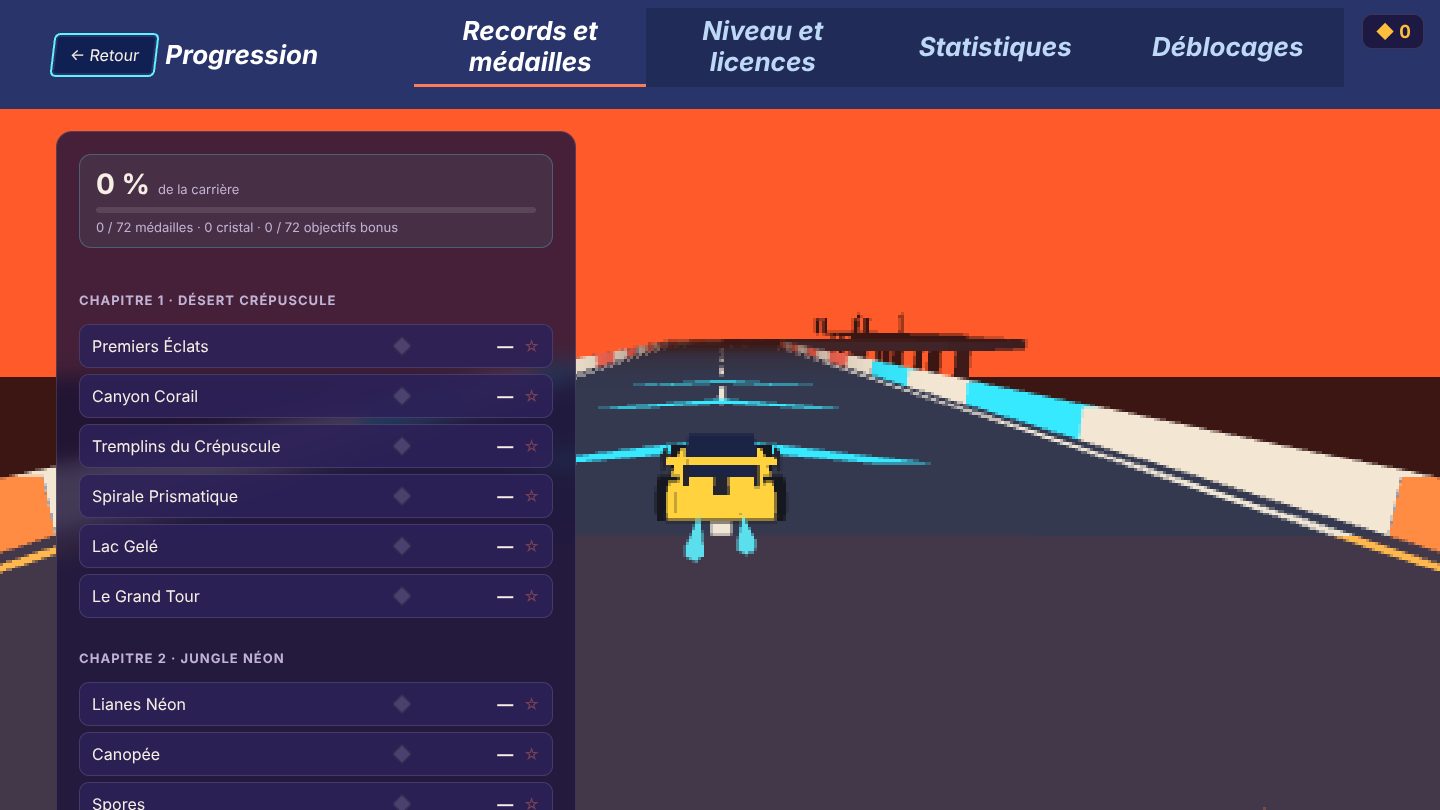 ← Retour
Progression
Records et
médailles
Niveau et
licences
Statistiques
Déblocages
0
0 % de la carrière
0 / 72 médailles · 0 cristal · 0 / 72 objectifs bonus
CHAPITRE 1 · DÉSERT CRÉPUSCULE
Premiers Éclats — ☆
Canyon Corail — ☆
Tremplins du Crépuscule — ☆
Spirale Prismatique — ☆
Lac Gelé — ☆
Le Grand Tour — ☆
CHAPITRE 2 · JUNGLE NÉON
Lianes Néon — ☆
Canopée — ☆
Spores — ☆